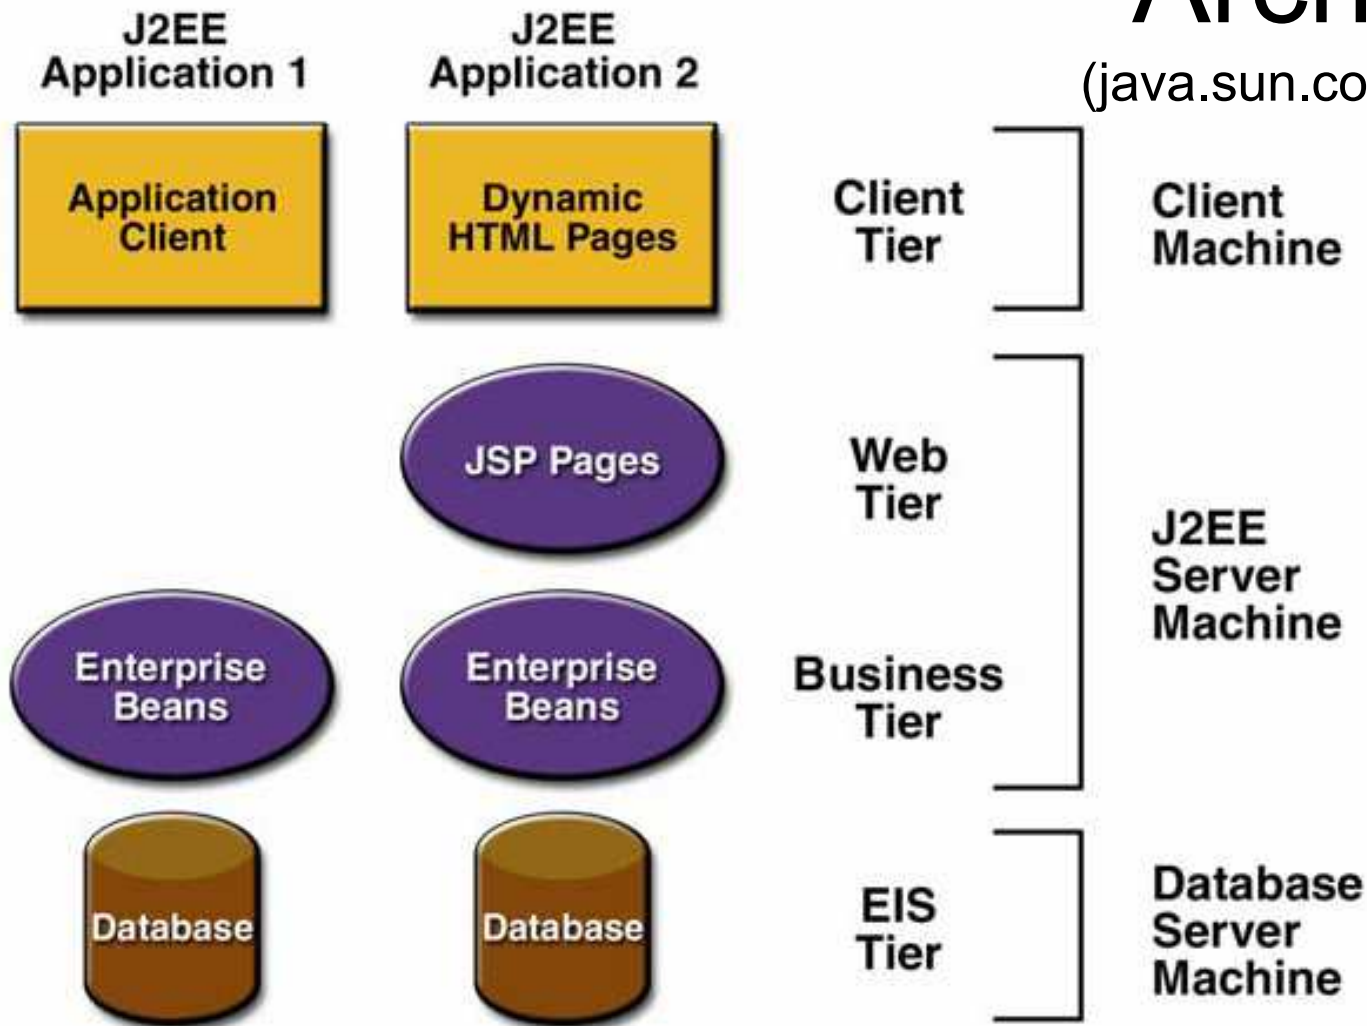 J2EE
Application 1
J2EE
Application 2
(java.sun.co
Application
Client
Dynamic
HTML Pages
Client
Tier
Client
Machine
JSP Pages
Web
Tier
J2EE
Server
Machine
Enterprise
Beans
Enterprise
Beans
Business
Tier
Database
Database
EIS
Tier
Database
Server
Machine